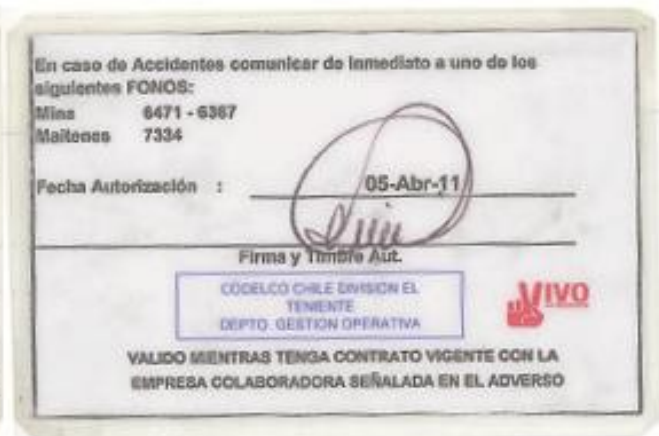 En caso de Accidentes comunicar de Inmediato a uno de los
siguientes FONOS:
Mina 6471 - 6367
Maitenes 7334
Fecha Autorización : 05-Abr-11
Firma y Timbre Aut.
CODELCO CHILE DIVISION EL
TENIENTE
DEPTO. GESTION OPERATIVA
VIVO
VALIDO MIENTRAS TENGA CONTRATO VIGENTE CON LA
EMPRESA COLABORADORA SEÑALADA EN EL ADVERSO